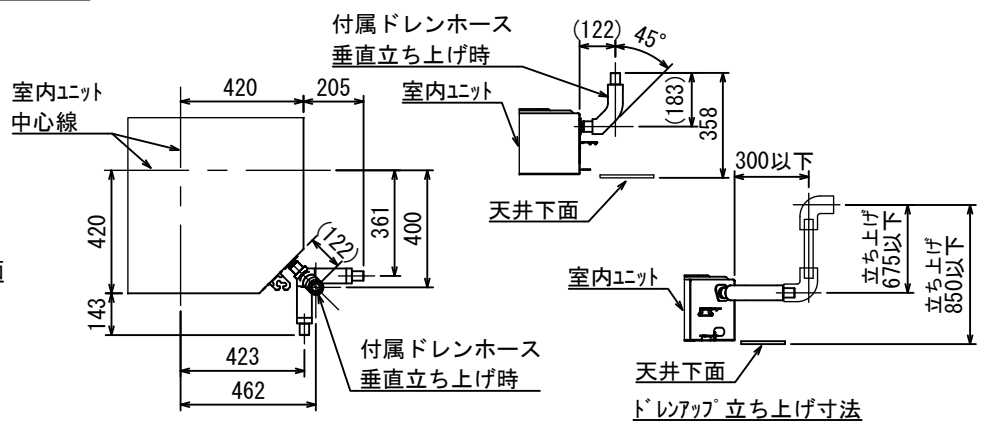 付属ドレンホース
垂直立ち上げ時
(122)
45°
室内ユニット
(183)
358
天井下面
室内ユニット
中心線
420
205
420
143
361
400
(122)
423
462
付属ドレンホース
垂直立ち上げ時
300以下
立ち上げ
675以下
立ち上げ
850以下
室内ユニット
天井下面
ドレンアップ立ち上げ寸法